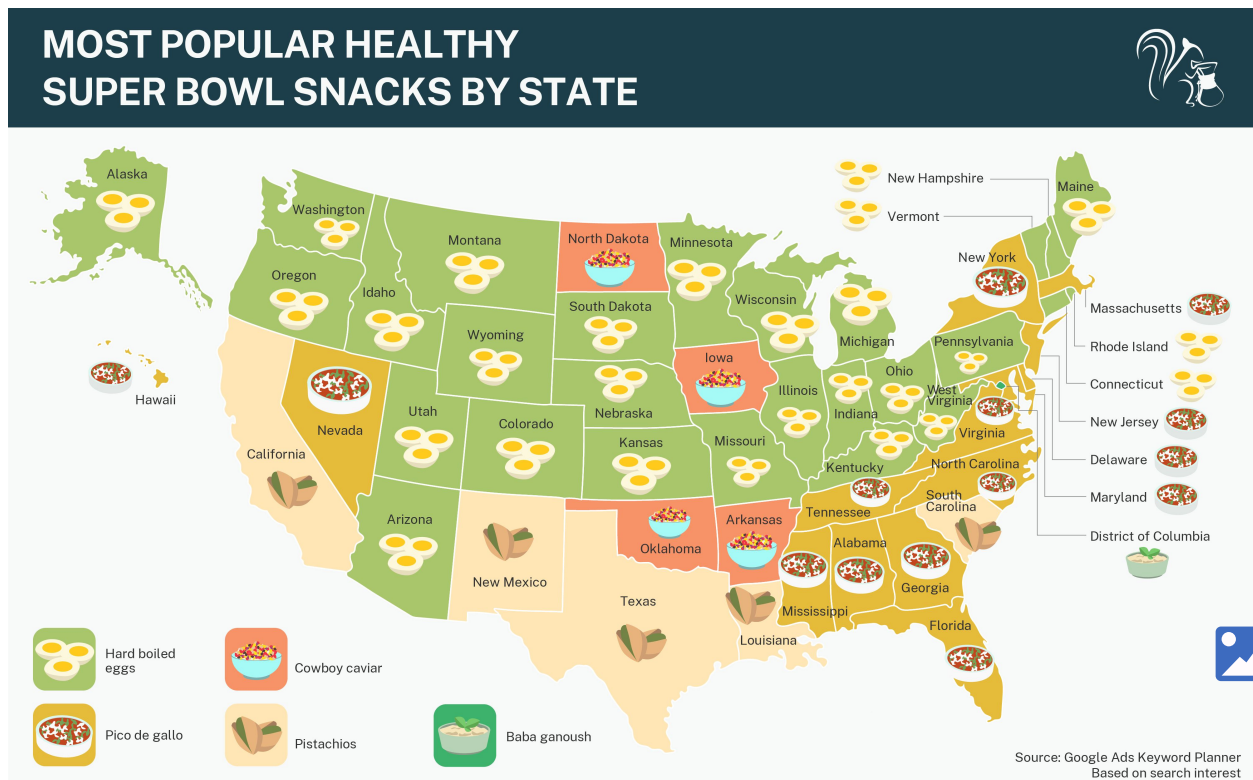 MOST POPULAR HEALTHY
SUPER BOWL SNACKS BY STATE
Alaska
Washington
Oregon
Idaho
Montana
North Dakota
Minnesota
Wisconsin
Michigan
New Hampshire
Vermont
Maine
New York
Massachusetts
Rhode Island
Connecticut
New Jersey
Delaware
Maryland
District of Columbia
Hawaii
Nevada
California
Utah
Wyoming
South Dakota
Nebraska
Iowa
Illinois
Indiana
Ohio
Pennsylvania
West
Virginia
Virginia
Colorado
Kansas
Missouri
Kentucky
North Carolina
South
Carolina
Tennessee
Arizona
New Mexico
Oklahoma
Arkansas
Texas
Louisiana
Mississippi
Alabama
Georgia
Florida
Hard boiled
eggs
Cowboy caviar
Pico de gallo
Pistachios
Baba ganoush
Source: Google Ads Keyword Planner
Based on search interest